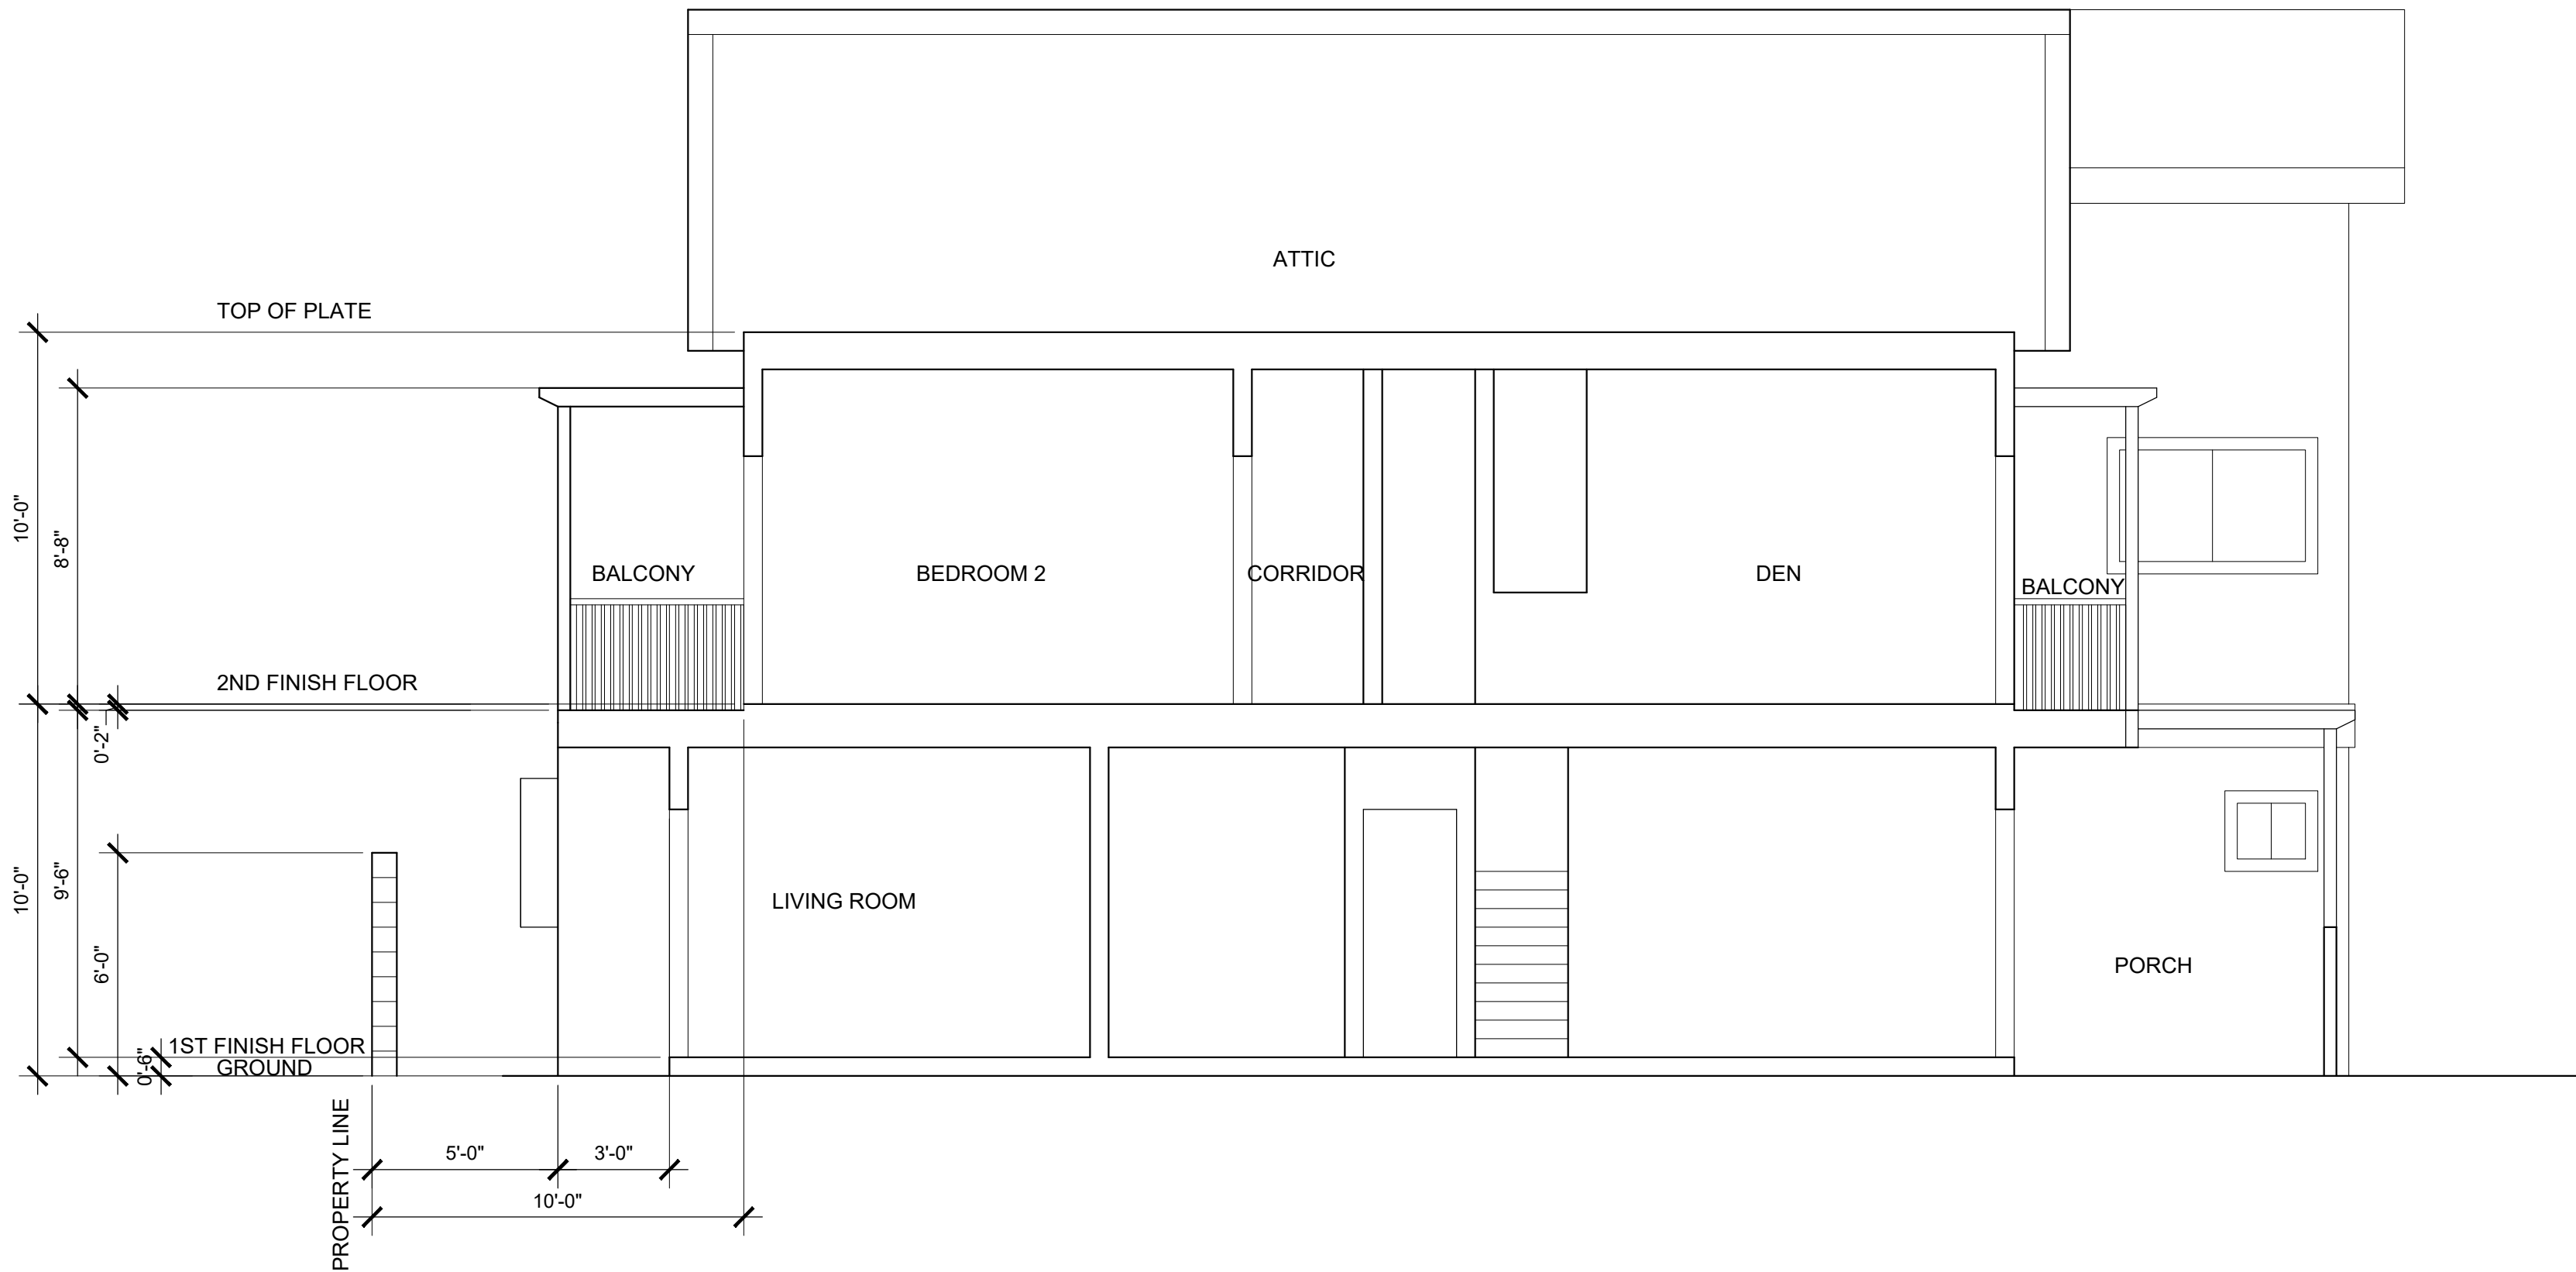 ATTIC
TOP OF PLATE
10'-0"
8'-8"
BALCONY
BEDROOM 2
CORRIDOR
DEN
BALCONY
2ND FINISH FLOOR
0'-2"
10'-0"
9'-6"
6'-0"
LIVING ROOM
PORCH
1ST FINISH FLOOR
0'-6"
GROUND
PROPERTY LINE
5'-0"
3'-0"
10'-0"